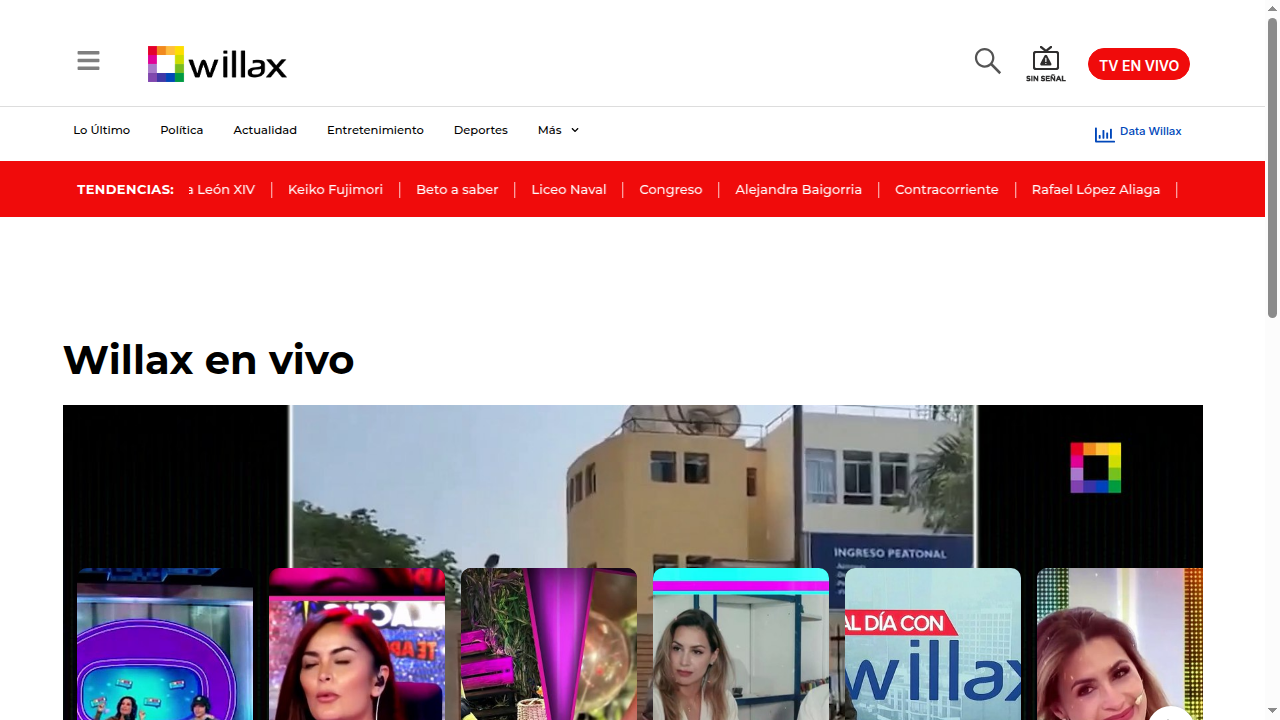 willax
SIN SEÑAL
TV EN VIVO
Lo Último Política Actualidad Entretenimiento Deportes Más
Data Willax
TENDENCIAS: a León XIV Keiko Fujimori Beto a saber Liceo Naval Congreso Alejandra Baigorria Contracorriente Rafael López Aliaga
Willax en vivo
INGRESO PEATONAL
AL DÍA CON
willax